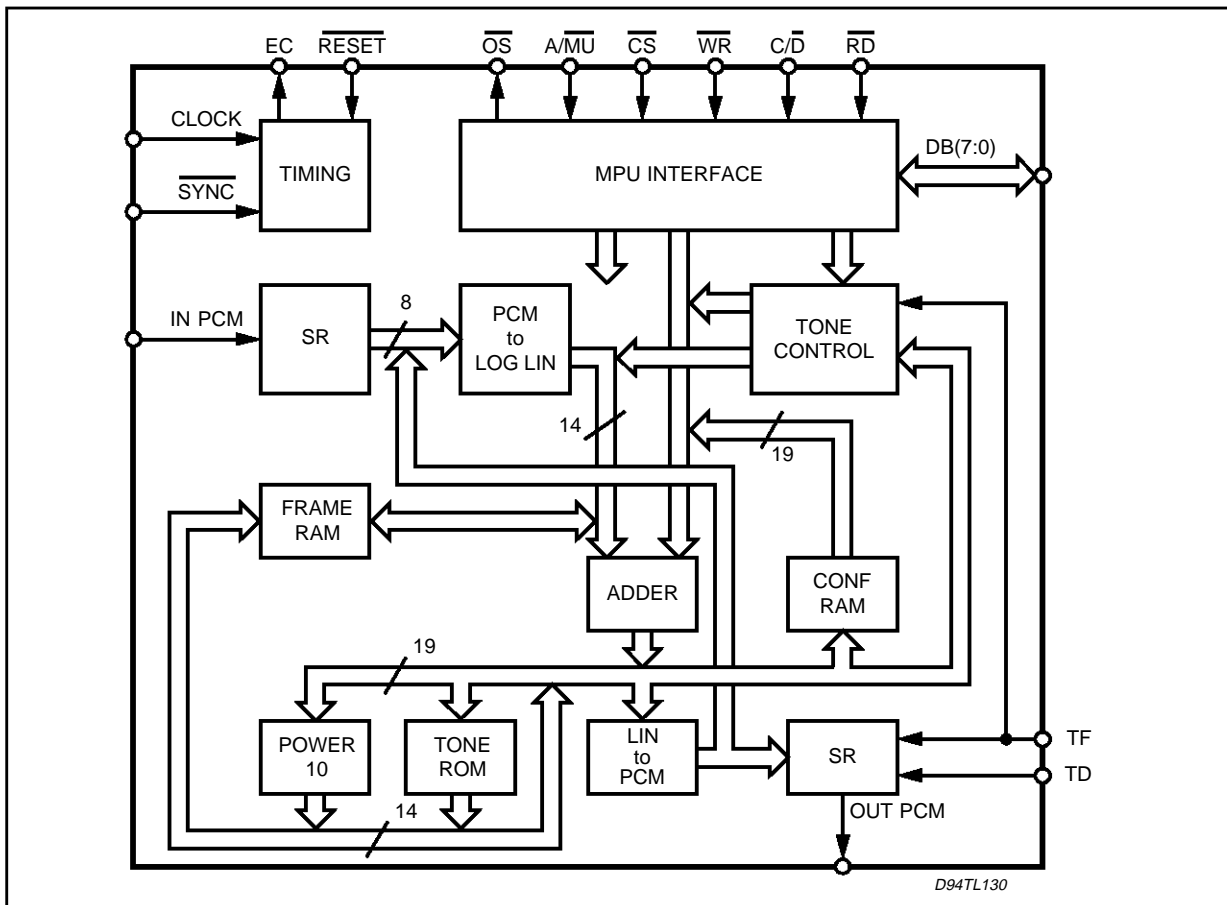 EC RESET OS A/MU CS WR C/D RD
CLOCK
SYNC
TIMING
MPU INTERFACE
DB(7:0)
IN PCM
SR
8
PCM
to
LOG LIN
TONE
CONTROL
14
19
FRAME
RAM
ADDER
CONF
RAM
19
POWER
10
TONE
ROM
LIN
to
PCM
SR
TF
TD
14
OUT PCM
D94TL130